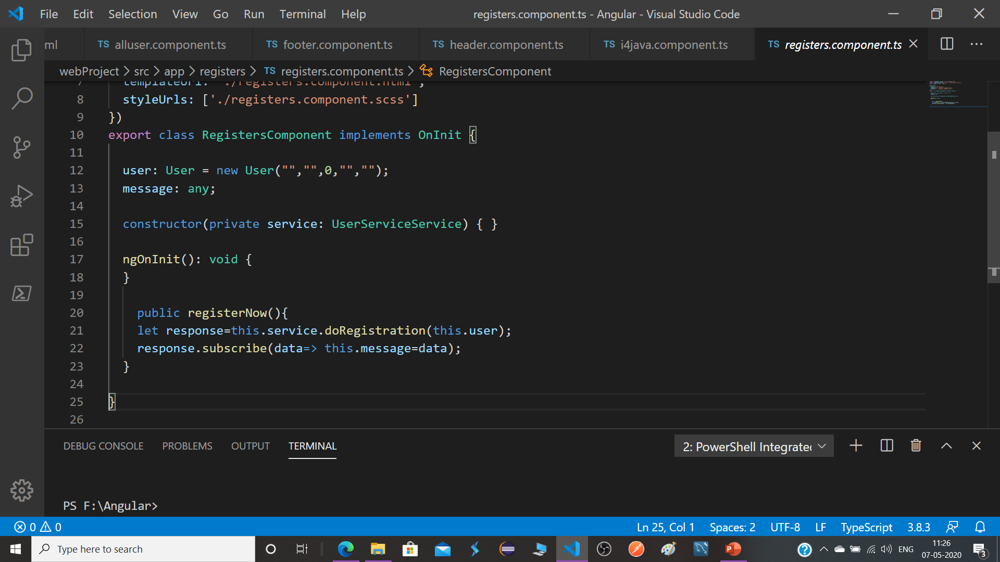 File Edit Selection View Go Run Terminal Help
registers.component.ts - Angular - Visual Studio Code
ml
TS alluser.component.ts
TS footer.component.ts
TS header.component.ts
TS i4java.component.ts
TS registers.component.ts
webProject > src > app > registers > TS registers.component.ts > RegistersComponent
7 templateUrl: './registers.component.html',
8 styleUrls: ['./registers.component.scss']
9 })
10 export class RegistersComponent implements OnInit {
11
12 user: User = new User("","",0,"","");
13 message: any;
14
15 constructor(private service: UserServiceService) { }
16
17 ngOnInit(): void {
18 }
19
20 public registerNow(){
21 let response=this.service.doRegistration(this.user);
22 response.subscribe(data=> this.message=data);
23 }
24
25 }
26
DEBUG CONSOLE PROBLEMS OUTPUT TERMINAL
2: PowerShell Integrated
PS F:\Angular>
0 0
Ln 25, Col 1 Spaces: 2 UTF-8 LF TypeScript 3.8.3
Type here to search
ENG
11:26
07-05-2020
3